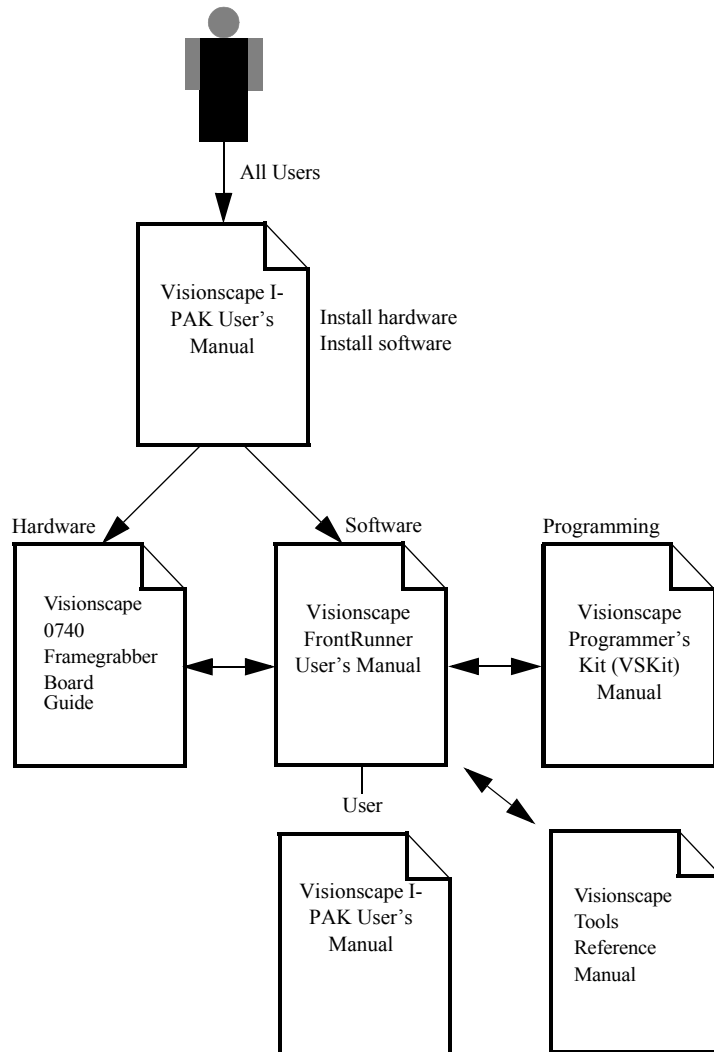 All Users
Visionscape I-
PAK User's
Manual
Install hardware
Install software
Hardware
Software
Programming
Visionscape
0740
Framegrabber
Board
Guide
Visionscape
FrontRunner
User's Manual
Visionscape
Programmer's
Kit (VSKit)
Manual
User
Visionscape I-
PAK User's
Manual
Visionscape
Tools
Reference
Manual